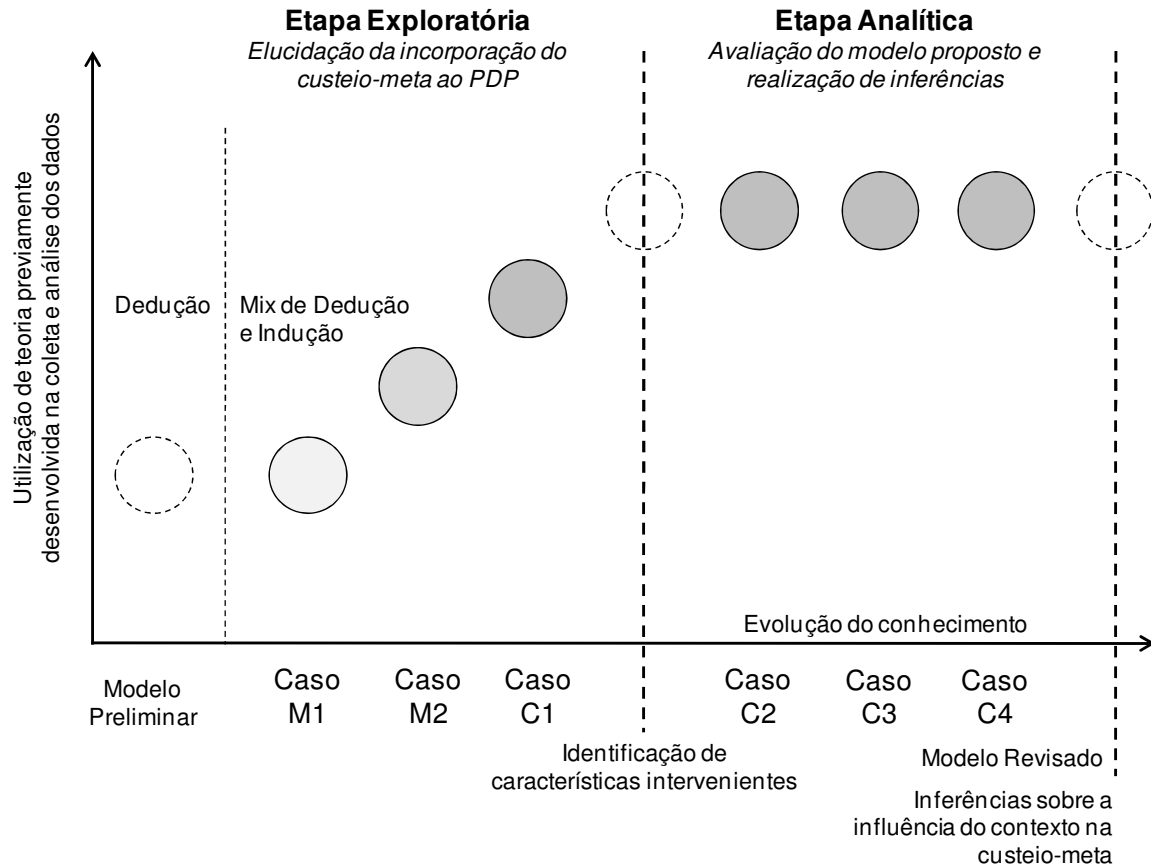 Etapa Exploratória
Elucidação da incorporação do
custeio-meta ao PDP
Etapa Analítica
Avaliação do modelo proposto e
realização de inferências
Utilização de teoria previamente
desenvolvida na coleta e análise dos dados
Dedução
Mix de Dedução
e Indução
Evolução do conhecimento
Modelo
Preliminar
Caso
M1
Caso
M2
Caso
C1
Caso
C2
Caso
C3
Caso
C4
Identificação de
características intervenientes
Modelo Revisado
Inferências sobre a
influência do contexto na
custeio-meta